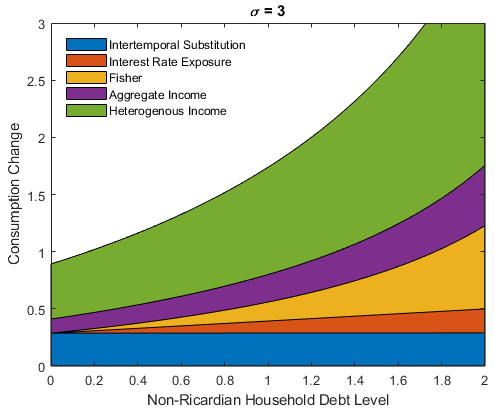 σ = 3
3
2.5
2
1.5
1
0.5
0
Consumption Change
Intertemporal Substitution
Interest Rate Exposure
Fisher
Aggregate Income
Heterogenous Income
0 0.2 0.4 0.6 0.8 1 1.2 1.4 1.6 1.8 2
Non-Ricardian Household Debt Level